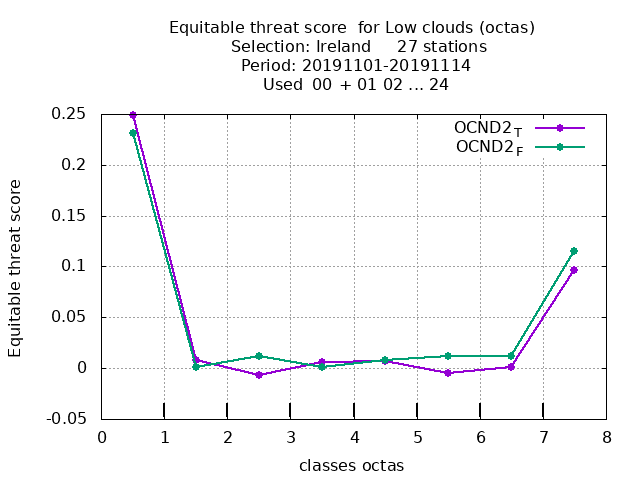 Equitable threat score  for Low clouds (octas)
Selection: Ireland     27 stations
Period: 20191101-20191114
Used  00  + 01 02 ... 24
OCND2T
OCND2F
0.25
0.2
0.15
0.1
0.05
0
-0.05
Equitable threat score
0 1 2 3 4 5 6 7 8
classes octas